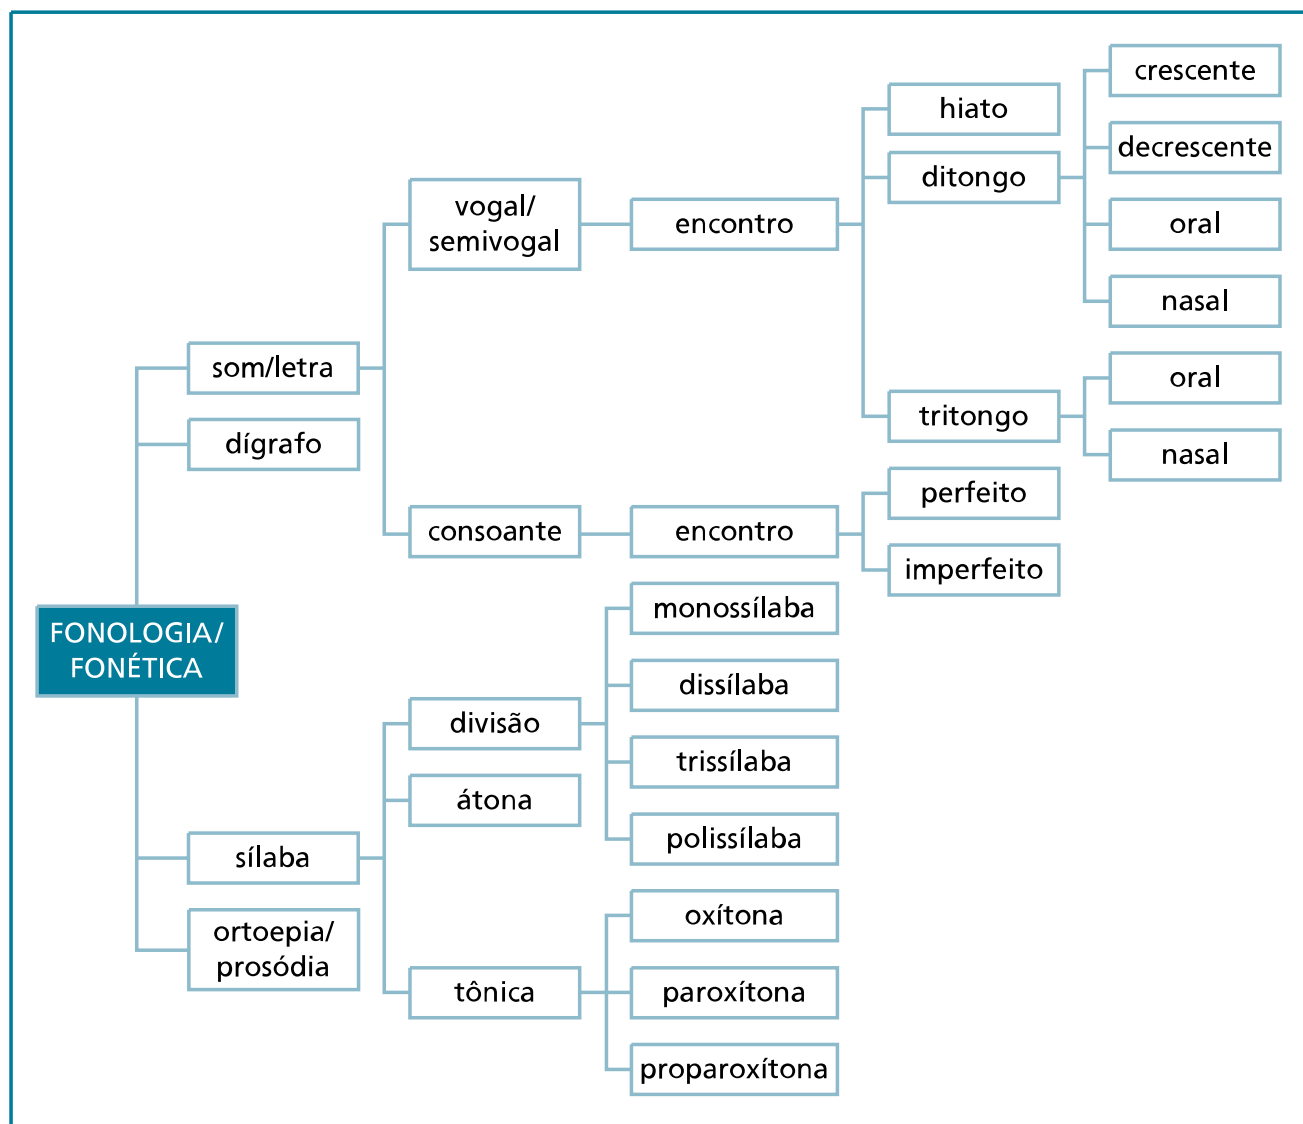 FONOLOGIA/
FONÉTICA
som/letra
vogal/
semivogal
encontro
hiato
ditongo
crescente
decrescente
oral
nasal
tritongo
oral
nasal
consoante
encontro
perfeito
imperfeito
dígrafo
sílaba
divisão
monossílaba
dissílaba
trissílaba
polissílaba
átona
tônica
oxítona
paroxítona
proparoxítona
ortoepia/
prosódia